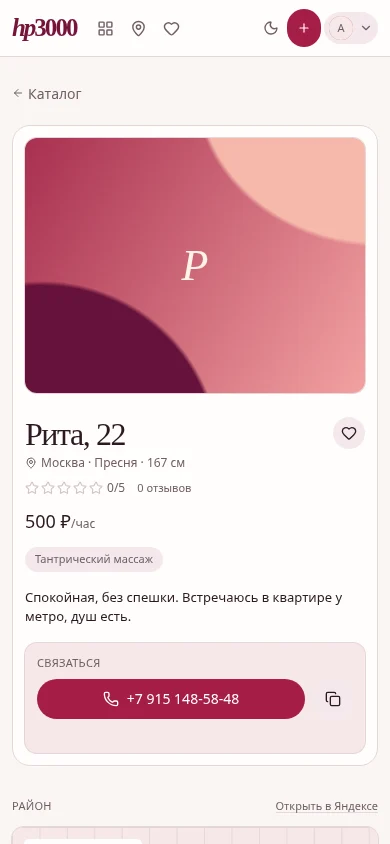 hp3000
A
← Каталог
P
Рита, 22
Москва · Пресня · 167 см
0/5 0 отзывов
500 ₽/час
Тантрический массаж
Спокойная, без спешки. Встречаюсь в квартире у
метро, душ есть.
СВЯЗАТЬСЯ
+7 915 148-58-48
РАЙОН
Открыть в Яндексе